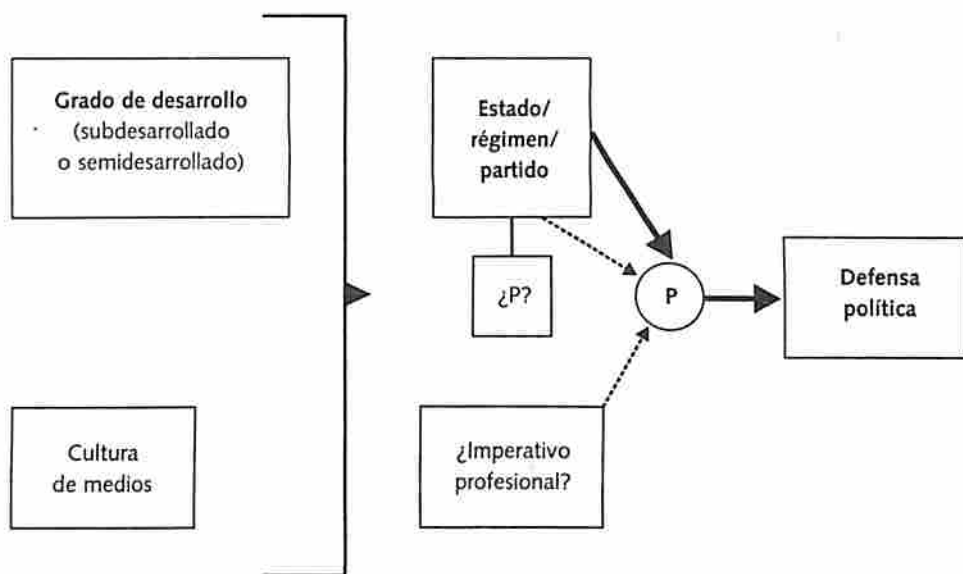 Grado de desarrollo
(subdesarrollado
o semidesarrollado)
Estado/
régimen/
partido
¿P?
P
Defensa
política
Cultura
de medios
¿Imperativo
profesional?